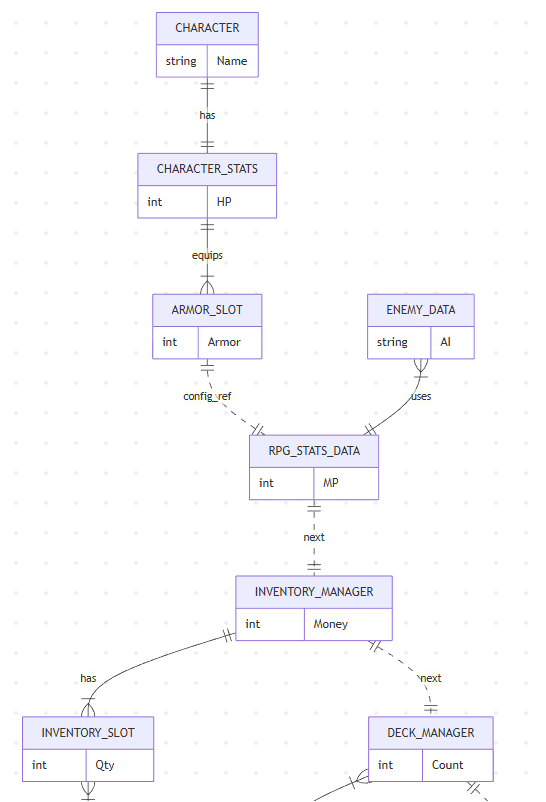 CHARACTER
string Name
has
CHARACTER_STATS
int HP
equips
ARMOR_SLOT
int Armor
ENEMY_DATA
string AI
config_ref
uses
RPG_STATS_DATA
int MP
next
INVENTORY_MANAGER
int Money
has
next
INVENTORY_SLOT
int Qty
DECK_MANAGER
int Count